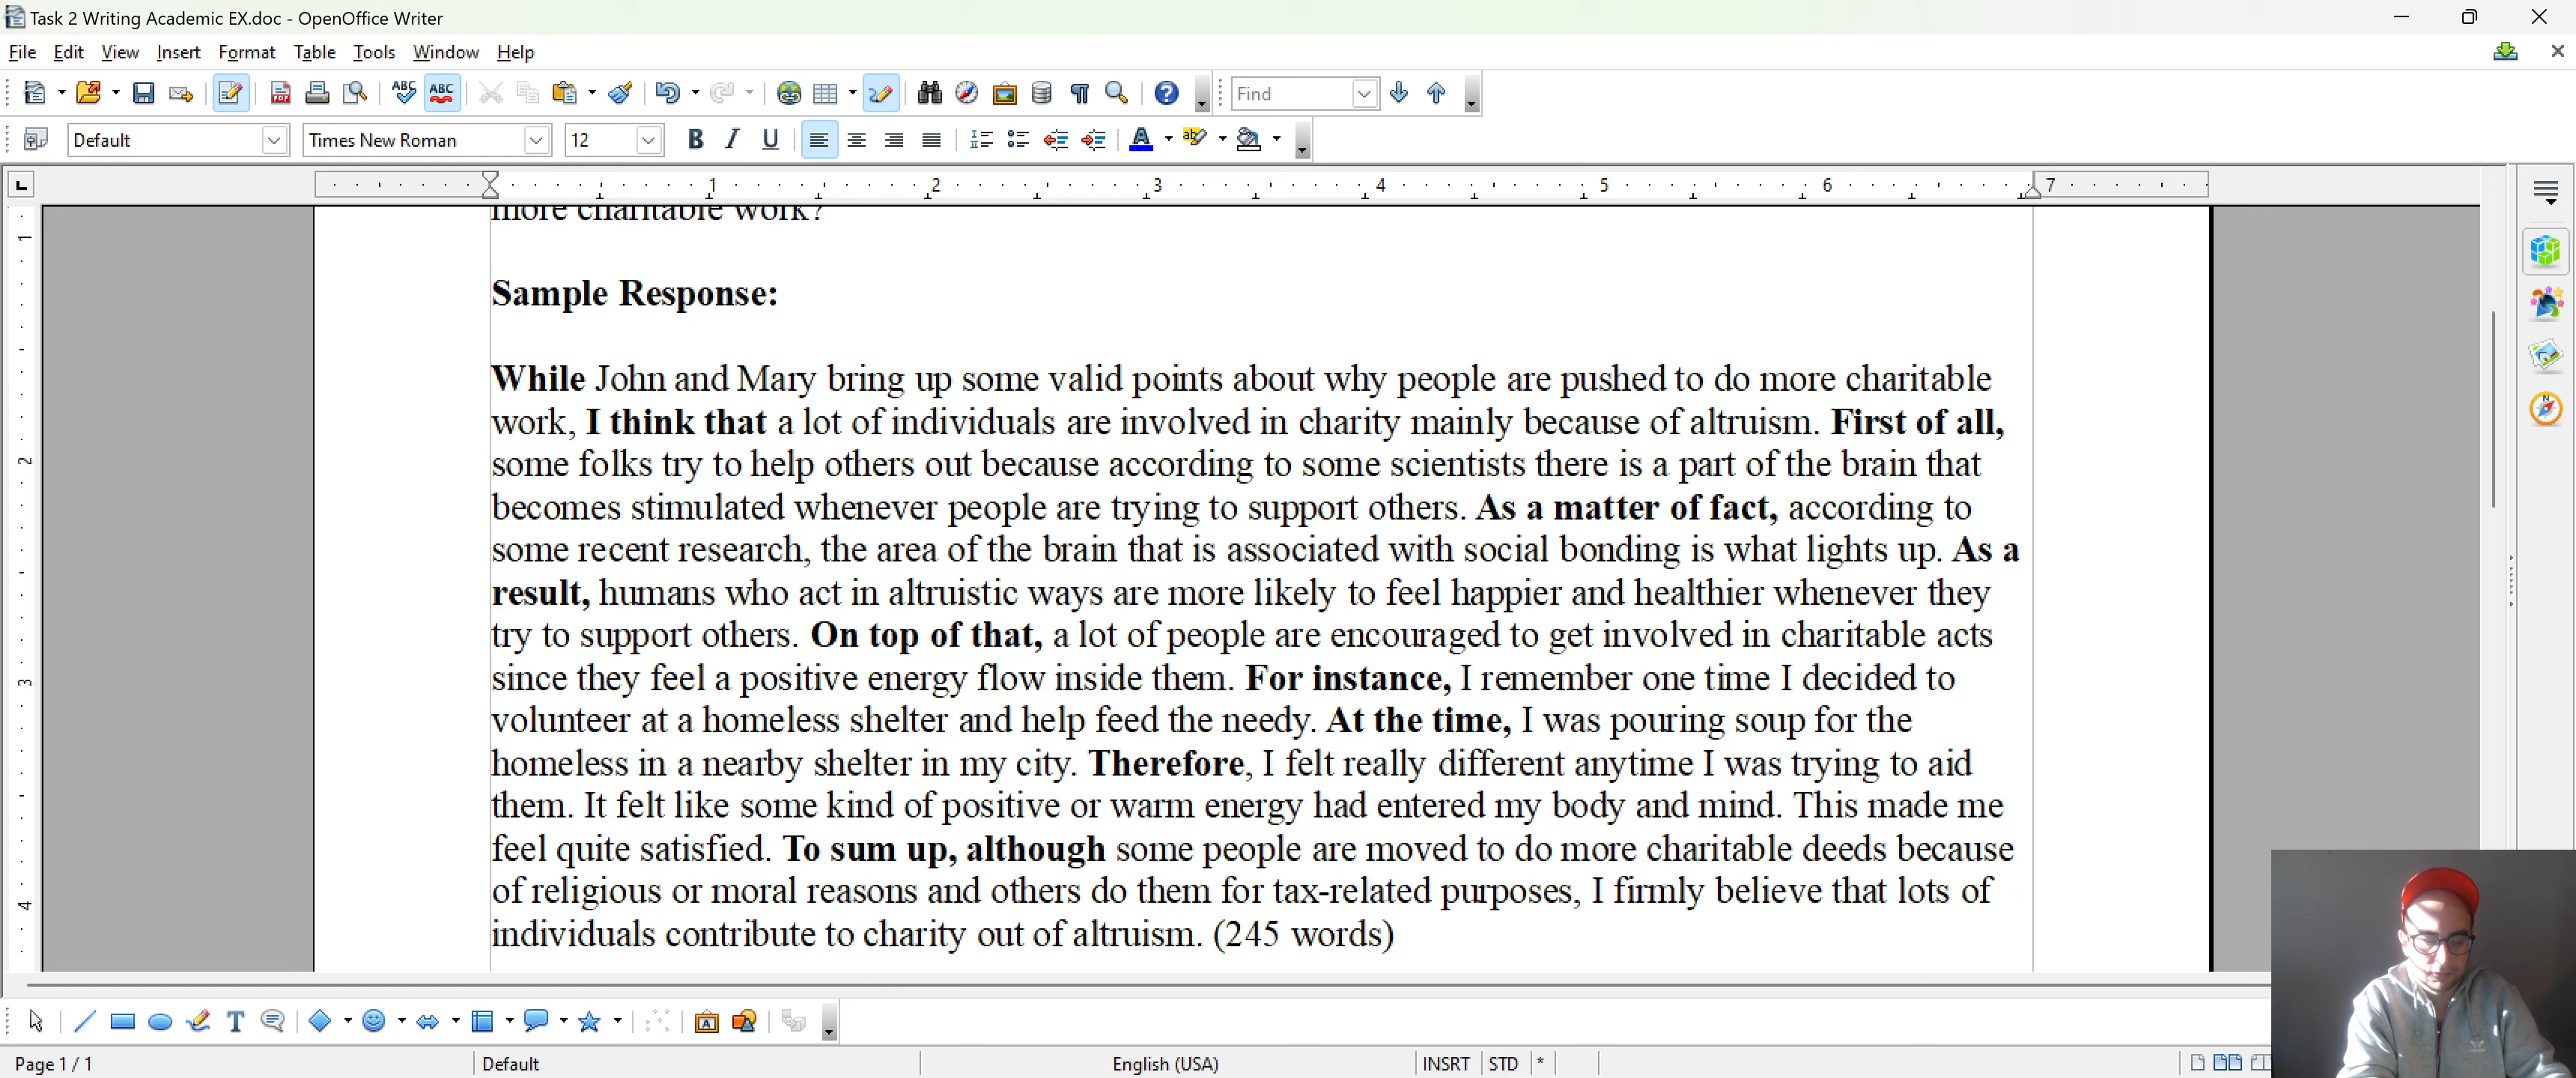 Task 2 Writing Academic EX.doc - OpenOffice Writer
File Edit View Insert Format Table Tools Window Help
Find
Default Times New Roman 12
1 2 3 4 5 6 7
more charitable work?
Sample Response:
While John and Mary bring up some valid points about why people are pushed to do more charitable
work, I think that a lot of individuals are involved in charity mainly because of altruism. First of all,
some folks try to help others out because according to some scientists there is a part of the brain that
becomes stimulated whenever people are trying to support others. As a matter of fact, according to
some recent research, the area of the brain that is associated with social bonding is what lights up. As a
result, humans who act in altruistic ways are more likely to feel happier and healthier whenever they
try to support others. On top of that, a lot of people are encouraged to get involved in charitable acts
since they feel a positive energy flow inside them. For instance, I remember one time I decided to
volunteer at a homeless shelter and help feed the needy. At the time, I was pouring soup for the
homeless in a nearby shelter in my city. Therefore, I felt really different anytime I was trying to aid
them. It felt like some kind of positive or warm energy had entered my body and mind. This made me
feel quite satisfied. To sum up, although some people are moved to do more charitable deeds because
of religious or moral reasons and others do them for tax-related purposes, I firmly believe that lots of
individuals contribute to charity out of altruism. (245 words)
1
2
3
4
Page 1 / 1 Default English (USA) INSRT STD *